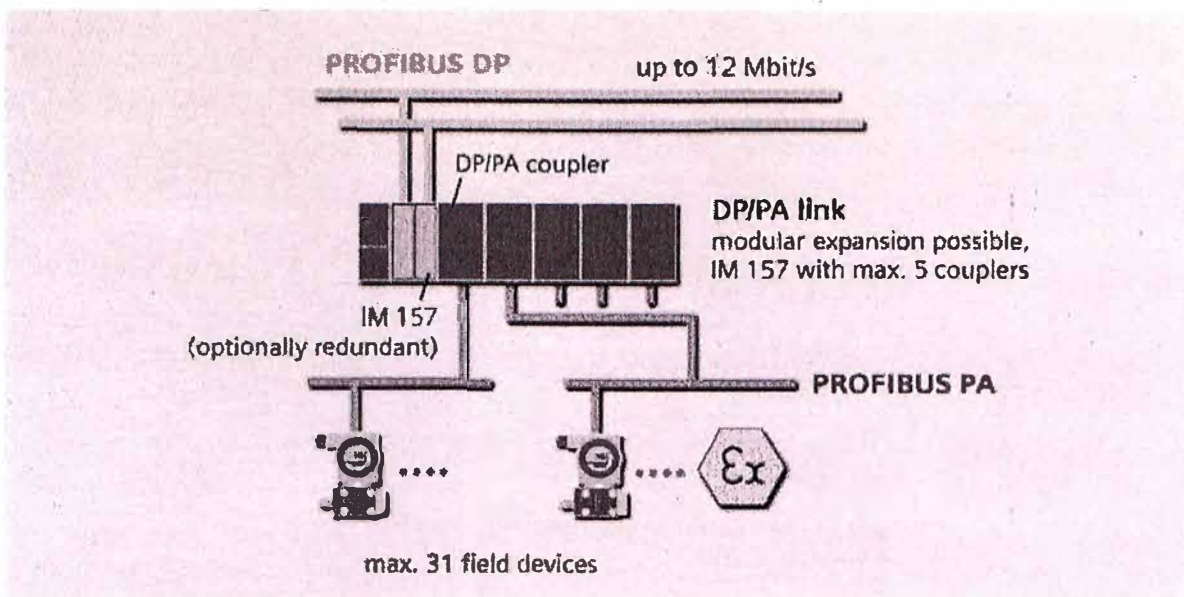 PROFIBUS DP
up to 12 Mbit/s
DP/PA coupler
DP/PA link
modular expansion possible,
IM 157 with max. 5 couplers
IM 157
(optionally redundant)
PROFIBUS PA
Ex
max. 31 field devices